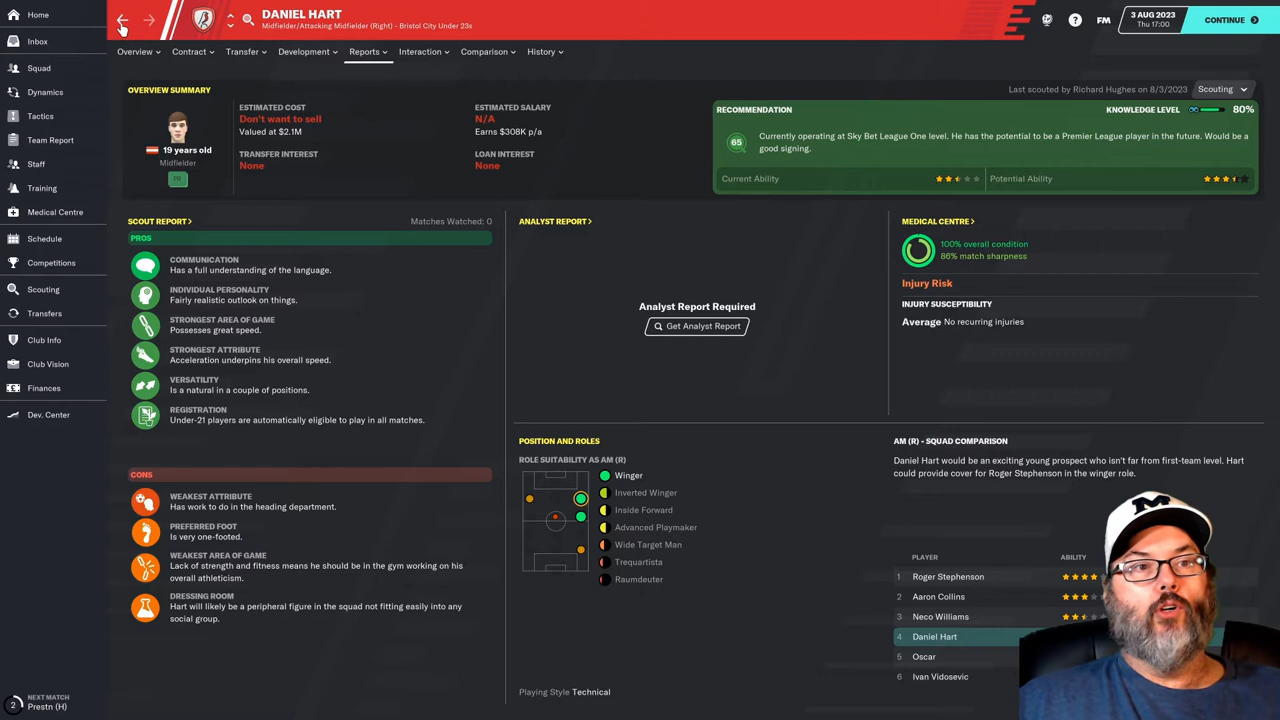 Home
Inbox
Squad
Dynamics
Tactics
Team Report
Staff
Training
Medical Centre
Schedule
Competitions
Scouting
Transfers
Club Info
Club Vision
Finances
Dev. Center
2
NEXT MATCH
Prestn (H)
DANIEL HART
Midfielder/Attacking Midfielder (Right) - Bristol City Under 23s
?
FM
3 AUG 2023
Thu 17:00
CONTINUE
Overview
Contract
Transfer
Development
Reports
Interaction
Comparison
History
OVERVIEW SUMMARY
Last scouted by Richard Hughes on 8/3/2023
Scouting
19 years old
Midfielder
PR
ESTIMATED COST
Don't want to sell
Valued at $2.1M
TRANSFER INTEREST
None
ESTIMATED SALARY
N/A
Earns $308K p/a
LOAN INTEREST
None
RECOMMENDATION
KNOWLEDGE LEVEL
80%
65
Currently operating at Sky Bet League One level. He has the potential to be a Premier League player in the future. Would be a
good signing.
Current Ability
Potential Ability
SCOUT REPORT >
Matches Watched: 0
PROS
COMMUNICATION
Has a full understanding of the language.
INDIVIDUAL PERSONALITY
Fairly realistic outlook on things.
STRONGEST AREA OF GAME
Possesses great speed.
STRONGEST ATTRIBUTE
Acceleration underpins his overall speed.
VERSATILITY
Is a natural in a couple of positions.
REGISTRATION
Under-21 players are automatically eligible to play in all matches.
CONS
WEAKEST ATTRIBUTE
Has work to do in the heading department.
PREFERRED FOOT
Is very one-footed.
WEAKEST AREA OF GAME
Lack of strength and fitness means he should be in the gym working on his
overall athleticism.
DRESSING ROOM
Hart will likely be a peripheral figure in the squad not fitting easily into any
social group.
ANALYST REPORT >
Analyst Report Required
Get Analyst Report
MEDICAL CENTRE >
100% overall condition
86% match sharpness
Injury Risk
INJURY SUSCEPTIBILITY
Average No recurring injuries
POSITION AND ROLES
ROLE SUITABILITY AS AM (R)
Winger
Inverted Winger
Inside Forward
Advanced Playmaker
Wide Target Man
Trequartista
Raumdeuter
Playing Style Technical
AM (R) - SQUAD COMPARISON
Daniel Hart would be an exciting young prospect who isn't far from first-team level. Hart
could provide cover for Roger Stephenson in the winger role.
PLAYER
ABILITY
1 Roger Stephenson
2 Aaron Collins
3 Neco Williams
4 Daniel Hart
5 Oscar
6 Ivan Vidosevic
M